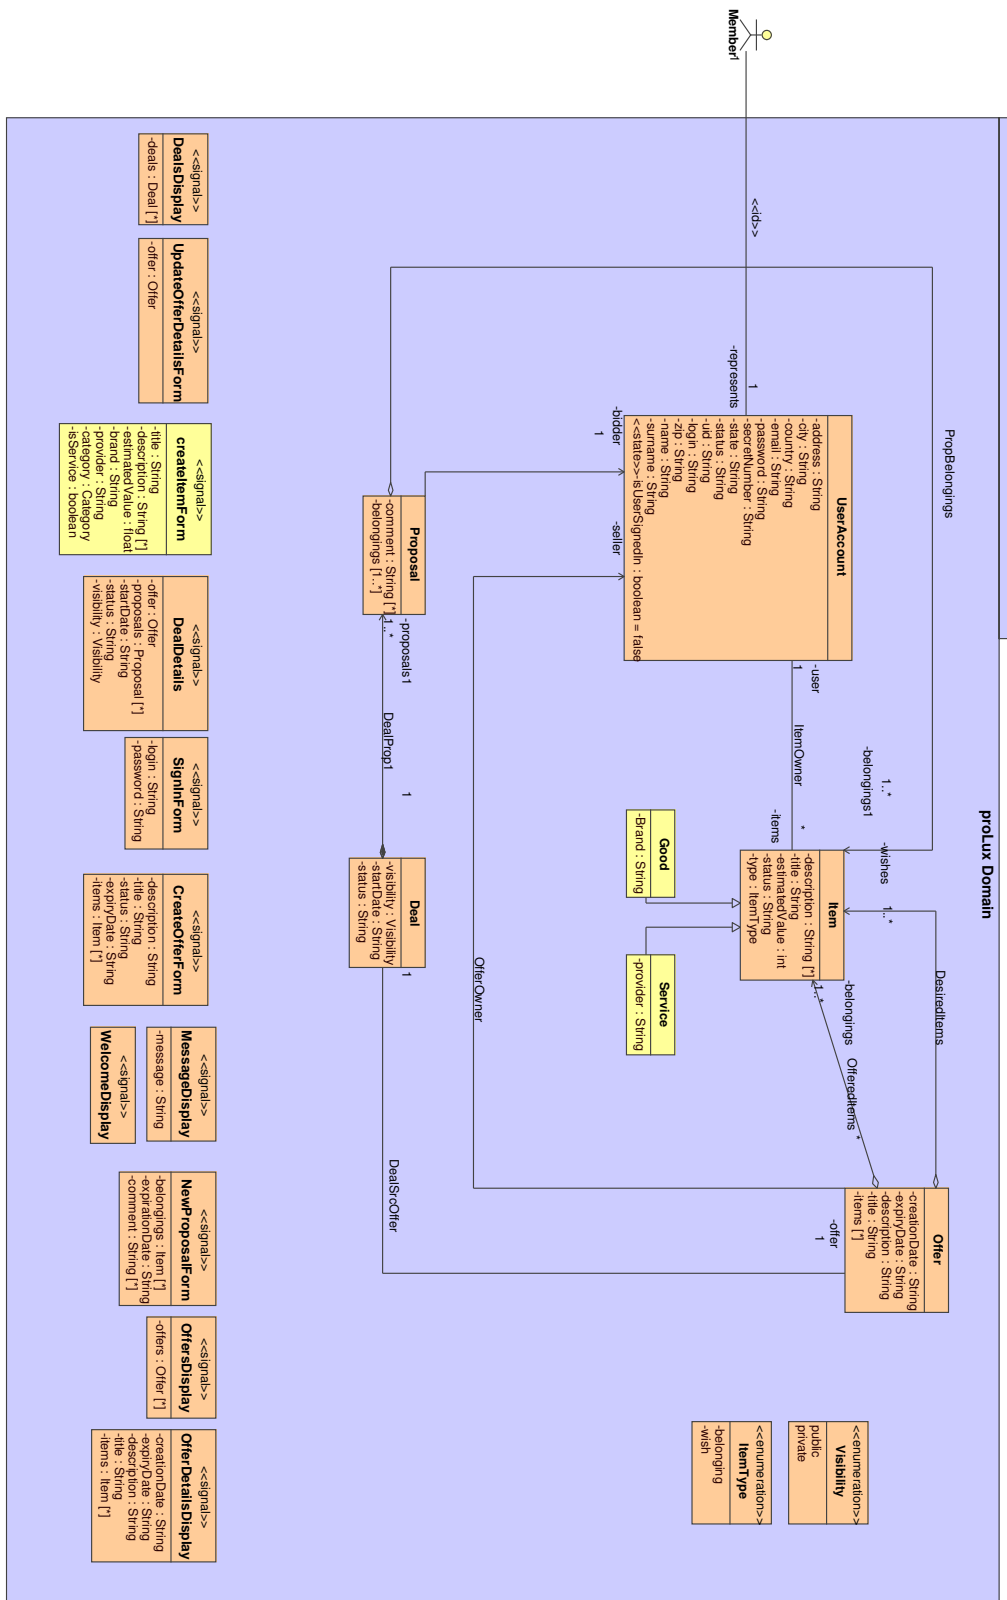 proLux Domain
Member
1
<<id>>
1
-represents
PropBelongings
UserAccount
-address : String
-city : String
-country : String
-email : String
-password : String
-secretNumber : String
-state : String
-status : String
-uid : String
-login : String
-zip : String
-name : String
-surname : String
<<state>>-isUserSignedIn : boolean = false
-bidder
1
-seller
-user
1
ItemOwner
*
-items
1..*
-belongings1
-wishes
1..*
DesiredItems
Item
-description : String [*]
-title : String
-estimatedValue : int
-status : String
-type : ItemType
1..*
-belongings
OfferedItems
*
Offer
-creationDate : String
-expiryDate : String
-description : String
-title : String
-items [*]
-offer
1
Good
-Brand : String
Service
-provider : String
<<enumeration>>
Visibility
public
private
<<enumeration>>
ItemType
-belonging
-wish
Proposal
-comment : String [*]
-belongings [1..*]
-proposals1
1..*
DealProp1
1
Deal
-visibility : Visibility
-startDate : String
-status : String
1
OfferOwner
DealSrcOffer
<<signal>>
DealsDisplay
-deals : Deal [*]
<<signal>>
UpdateOfferDetailsForm
-offer : Offer
<<signal>>
createItemForm
-title : String
-description : String [*]
-estimatedValue : float
-brand : String
-provider : String
-category : Category
-isService : boolean
<<signal>>
DealDetails
-offer : Offer
-proposals : Proposal [*]
-startDate : String
-status : String
-visibility : Visibility
<<signal>>
SignInForm
-login : String
-password : String
<<signal>>
CreateOfferForm
-description : String
-title : String
-status : String
-expiryDate : String
-items : Item [*]
<<signal>>
MessageDisplay
-message : String
<<signal>>
WelcomeDisplay
<<signal>>
NewProposalForm
-belongings : Item [*]
-expirationDate : String
-comment : String [*]
<<signal>>
OffersDisplay
-offers : Offer [*]
<<signal>>
OfferDetailsDisplay
-creationDate : String
-expiryDate : String
-description : String
-title : String
-items : Item [*]